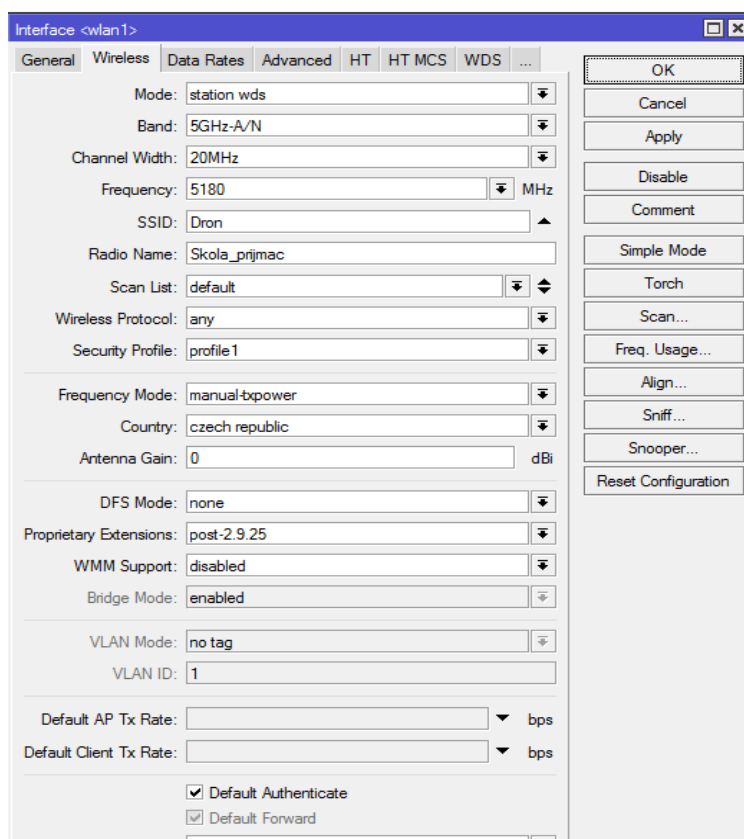 Interface <wlan1>
General Wireless Data Rates Advanced HT HT MCS WDS ...
Mode: station wds
Band: 5GHz-A/N
Channel Width: 20MHz
Frequency: 5180 MHz
SSID: Dron
Radio Name: Skola_prijmac
Scan List: default
Wireless Protocol: any
Security Profile: profile1
Frequency Mode: manual-txpower
Country: czech republic
Antenna Gain: 0 dBi
DFS Mode: none
Proprietary Extensions: post-2.9.25
WMM Support: disabled
Bridge Mode: enabled
VLAN Mode: no tag
VLAN ID: 1
Default AP Tx Rate: bps
Default Client Tx Rate: bps
Default Authenticate
Default Forward
OK
Cancel
Apply
Disable
Comment
Simple Mode
Torch
Scan...
Freq. Usage...
Align...
Sniff...
Snooper...
Reset Configuration